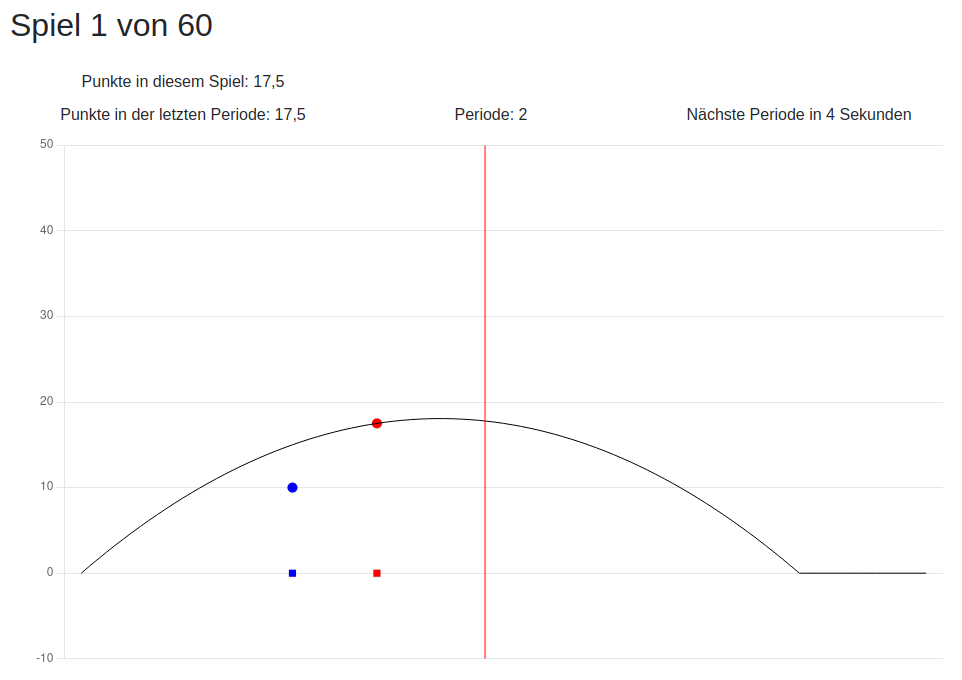 Spiel 1 von 60
Punkte in diesem Spiel: 17,5
Punkte in der letzten Periode: 17,5 Periode: 2 Nächste Periode in 4 Sekunden
50
40
30
20
10
0
-10